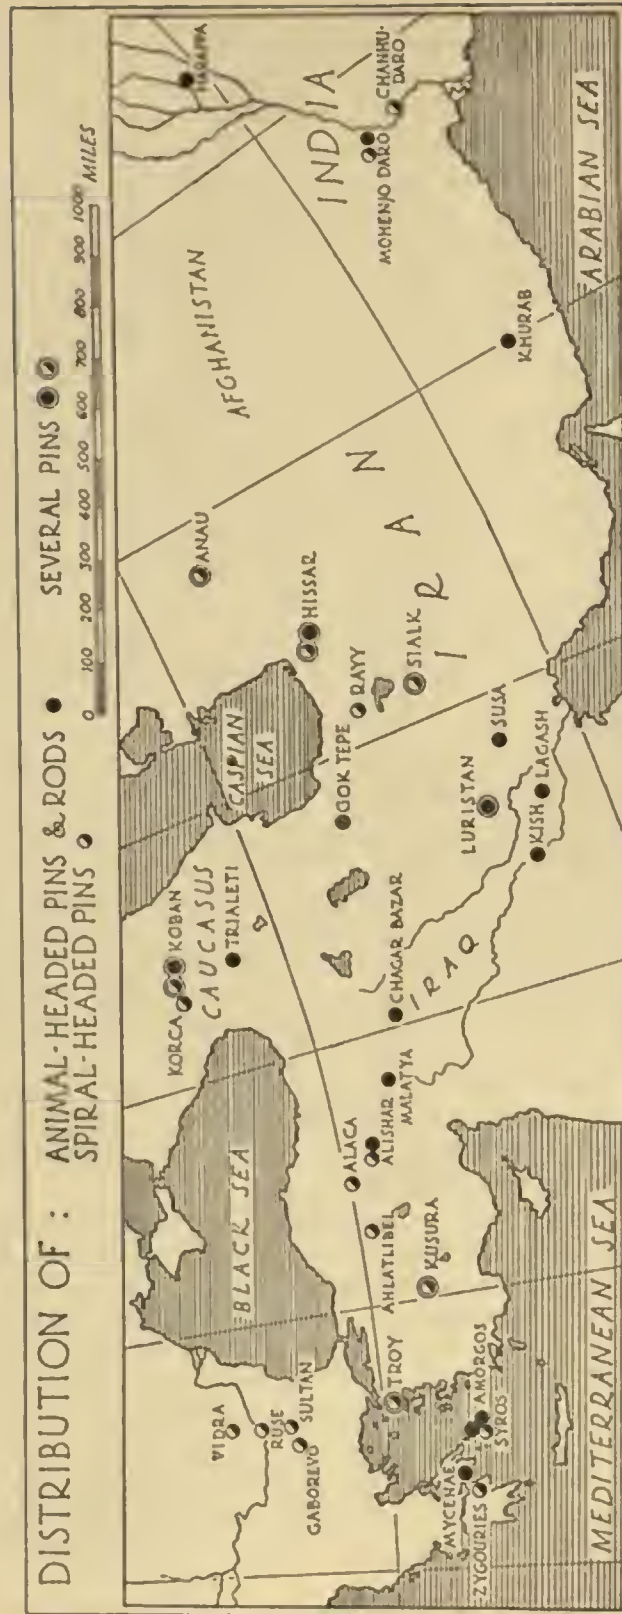 DISTRIBUTION OF : ANIMAL-HEADED PINS & RODS SEVERAL PINS
SPIRAL-HEADED PINS
0 100 200 300 400 500 600 700 800 900 1000 MILES
VIDRA
RUSE
SULTAN
GABOREVO
BLACK SEA
KORCA
KOBAN
CAUCASUS
TRIALETI
CASPIAN
SEA
ANAU
HISSAR
AFGHANISTAN
HARAPPA
INDIA
MOHENJO DARO
CHANHU-
DARO
ALACA
ALISHAR
AHLATLIBEL
MALATYA
KUSURA
TROY
CHAGAR BAZAR
IRAQ
GOK TEPE
RAYY
SIALK
IRAN
LURISTAN
SUSA
KISH
LAGASH
KHURAB
MYCENAE
ZYGOURIES
AMORGOS
SYROS
MEDITERRANEAN SEA
ARABIAN SEA